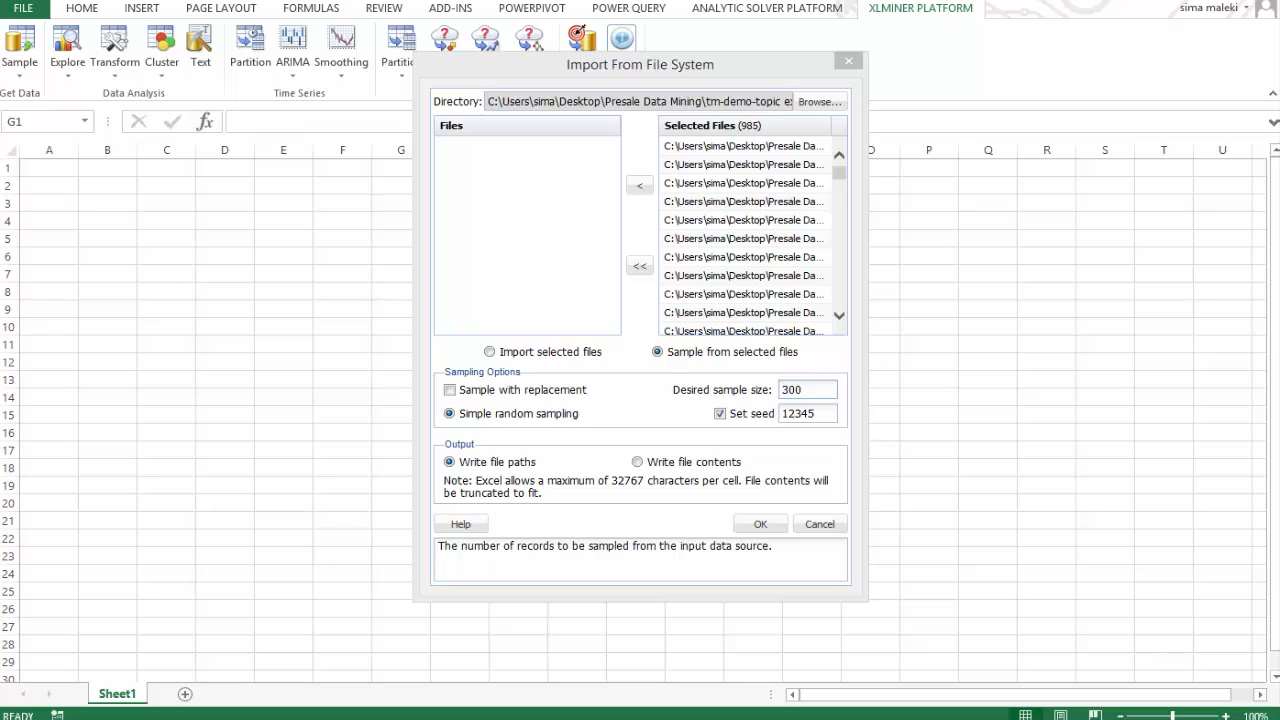 FILE HOME INSERT PAGE LAYOUT FORMULAS REVIEW ADD-INS POWERPIVOT POWER QUERY ANALYTIC SOLVER PLATFORM XLMINER PLATFORM sima maleki
Sample Explore Transform Cluster Text Partition ARIMA Smoothing
Get Data Data Analysis Time Series
Import From File System
Directory: C:\Users\sima\Desktop\Presale Data Mining\tm-demo-topic Browse...
G1 fx
Files Selected Files (985)
A B C D E F G P Q R S T U
C:\Users\sima\Desktop\Presale Da...
C:\Users\sima\Desktop\Presale Da...
C:\Users\sima\Desktop\Presale Da...
C:\Users\sima\Desktop\Presale Da...
C:\Users\sima\Desktop\Presale Da...
C:\Users\sima\Desktop\Presale Da...
C:\Users\sima\Desktop\Presale Da...
C:\Users\sima\Desktop\Presale Da...
C:\Users\sima\Desktop\Presale Da...
C:\Users\sima\Desktop\Presale Da...
C:\Users\sima\Desktop\Presale Da...
< 
<<
Import selected files Sample from selected files
Sampling Options
Sample with replacement Desired sample size: 300
Simple random sampling Set seed 12345
Output
Write file paths Write file contents
Note: Excel allows a maximum of 32767 characters per cell. File contents will
be truncated to fit.
Help OK Cancel
The number of records to be sampled from the input data source.
1
2
3
4
5
6
7
8
9
10
11
12
13
14
15
16
17
18
19
20
21
22
23
24
25
26
27
28
29
30
Sheet1
READY 100%